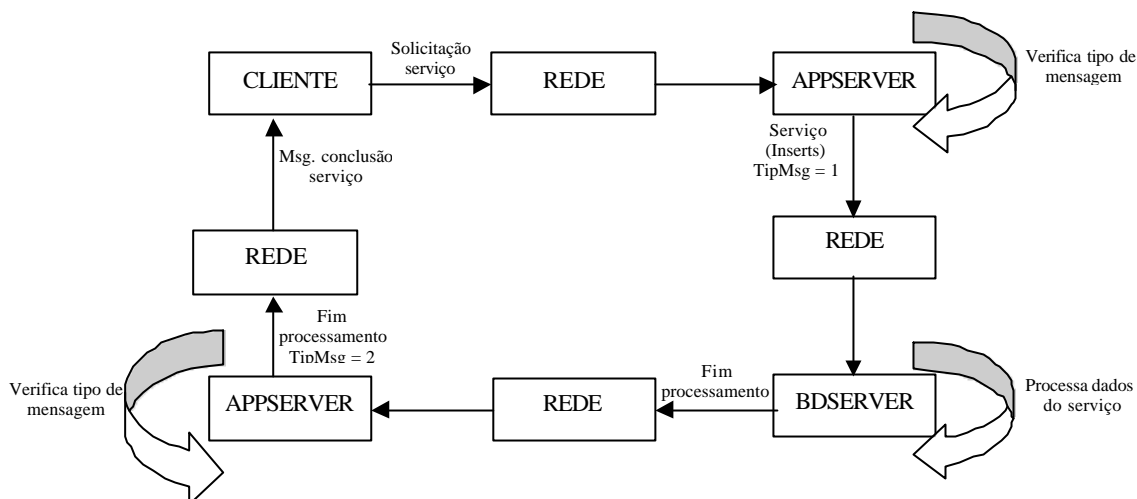 Solicitação
serviço
CLIENTE
REDE
APPSERVER
Verifica tipo de
mensagem
Serviço
(Inserts)
TipMsg = 1
Msg. conclusão
serviço
REDE
REDE
Fim
processamento
TipMsg = 2
Verifica tipo de
mensagem
APPSERVER
REDE
Fim
processamento
BDSERVER
Processa dados
do serviço